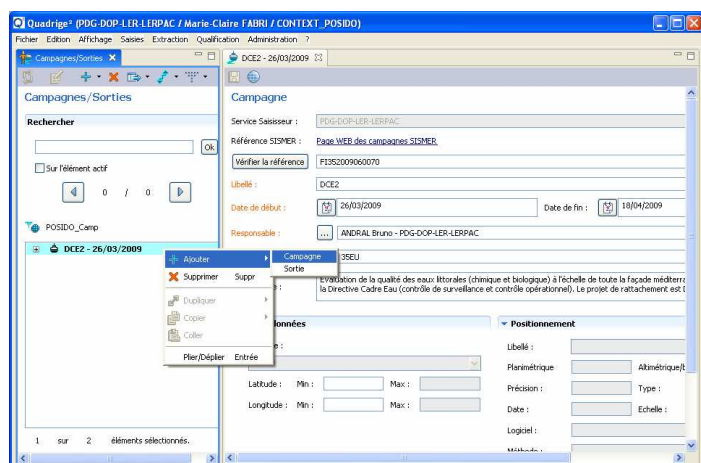 Quadrige³ (PDG-DOP-LER-LERPAC / Marie-Claire FABRI / CONTEXT_POSIDO)
Fichier Edition Affichage Saisies Extraction Qualification Administration ?
Campagnes/Sorties
DCE2 - 26/03/2009
Campagnes/Sorties
Rechercher
Ok
Sur l'élément actif
0 / 0
POSIDO_Camp
DCE2 - 26/03/2009
Ajouter
Supprimer Suppr
Dupliquer
Copier
Coller
Plier/Déplier Entrée
Campagne
Sortie
1 sur 2 éléments sélectionnés.
Campagne
Service Saisisseur : PDG-DOP-LER-LERPAC
Référence SISMER : Page WEB des campagnes SISMER
Vérifier la référence FI352009060070
Libellé : DCE2
Date de début : 26/03/2009 Date de fin : 18/04/2009
Responsable : ... ANDRAL Bruno - PDG-DOP-LER-LERPAC
35EU
Evaluation de la qualité des eaux littorales (chimique et biologique) à l'échelle de toute la façade méditerra
la Directive Cadre Eau (contrôle de surveillance et contrôle opérationnel). Le projet de rattachement est
données
Latitude : Min : Max :
Longitude : Min : Max :
Positionnement
Libellé :
Planimétrique Altimétrique/b
Précision : Type :
Date : Echelle :
Logiciel :
Méthode :